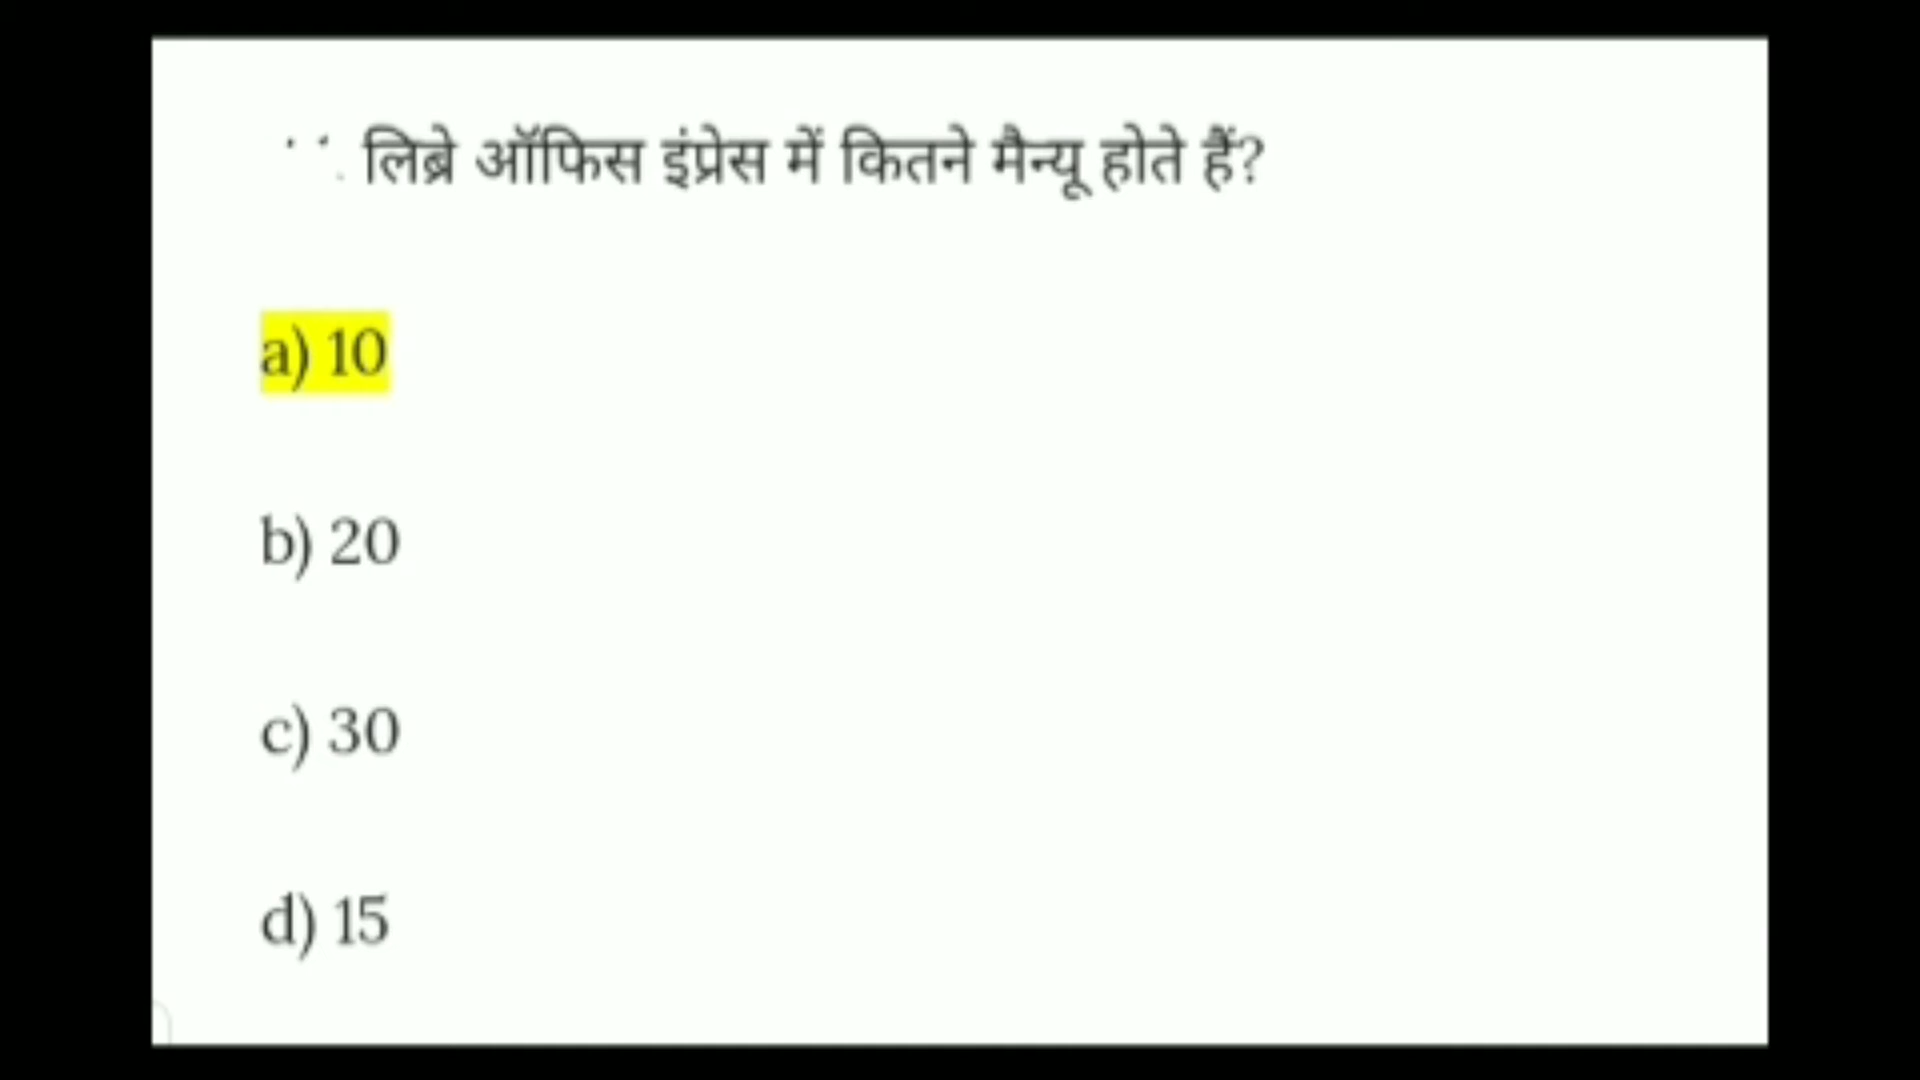 लिब्रे ऑफिस इंप्रेस में कितने मैन्यू होते हैं?
a) 10
b) 20
c) 30
d) 15